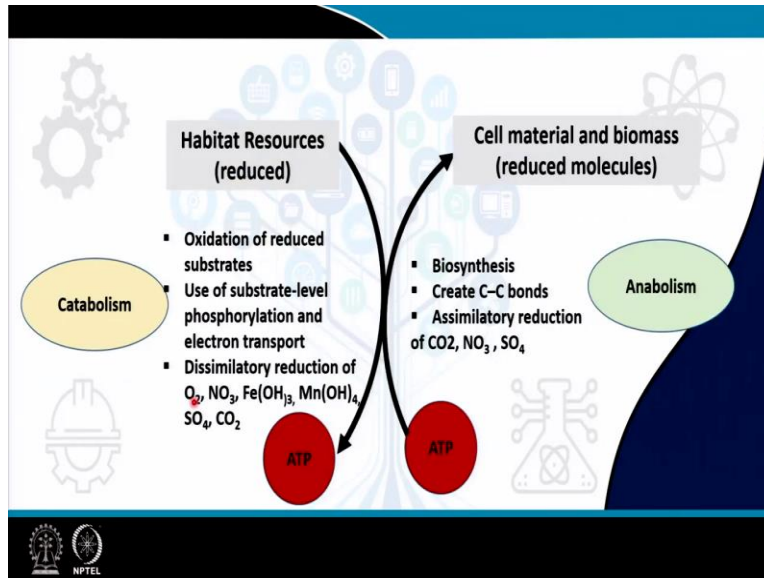 Habitat Resources
(reduced)
Cell material and biomass
(reduced molecules)
Catabolism
▪ Oxidation of reduced
substrates
▪ Use of substrate-level
phosphorylation and
electron transport
▪ Dissimilatory reduction of
O₂, NO₃, Fe(OH)₃, Mn(OH)₄,
SO₄, CO₂
▪ Biosynthesis
▪ Create C–C bonds
▪ Assimilatory reduction
of CO2, NO₃ , SO₄
Anabolism
ATP
ATP
NPTEL